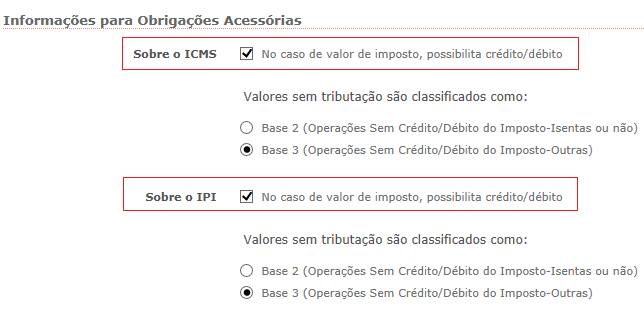 Informações para Obrigações Acessórias
Sobre o ICMS No caso de valor de imposto, possibilita crédito/débito
Valores sem tributação são classificados como:
Base 2 (Operações Sem Crédito/Débito do Imposto-Isentas ou não)
Base 3 (Operações Sem Crédito/Débito do Imposto-Outras)
Sobre o IPI No caso de valor de imposto, possibilita crédito/débito
Valores sem tributação são classificados como:
Base 2 (Operações Sem Crédito/Débito do Imposto-Isentas ou não)
Base 3 (Operações Sem Crédito/Débito do Imposto-Outras)